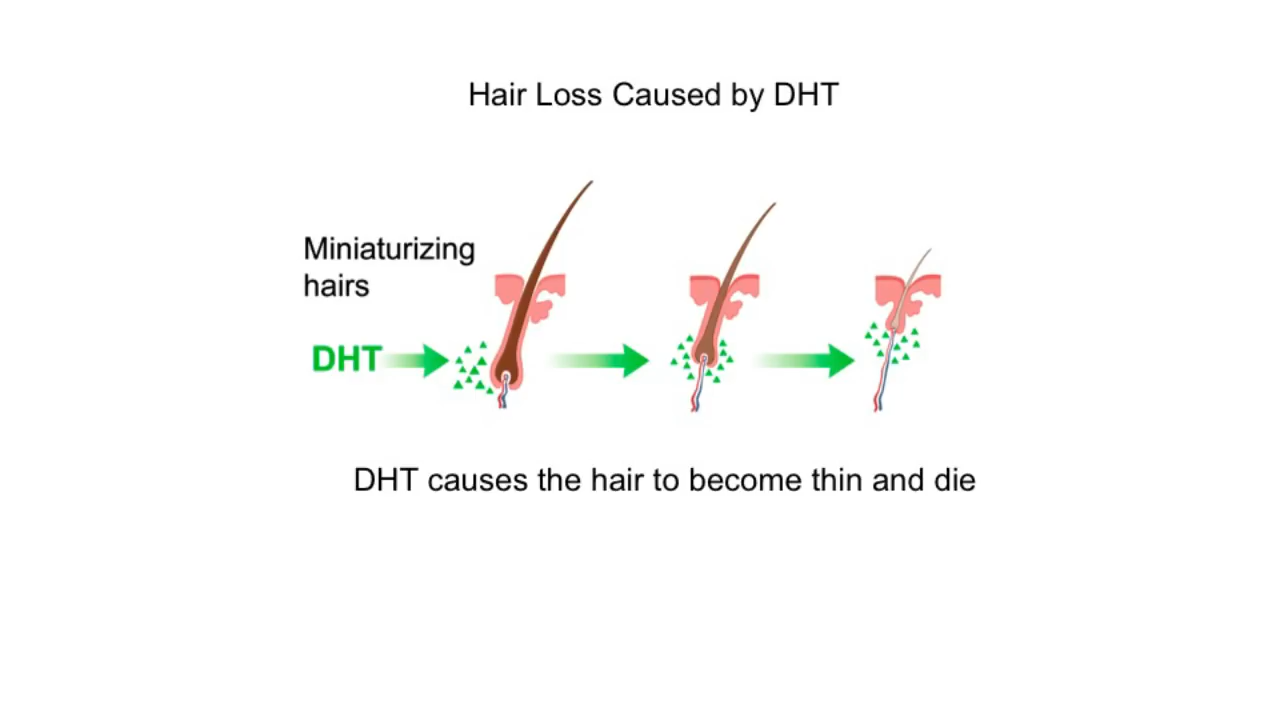 Hair Loss Caused by DHT
Miniaturizing
hairs
DHT
DHT causes the hair to become thin and die